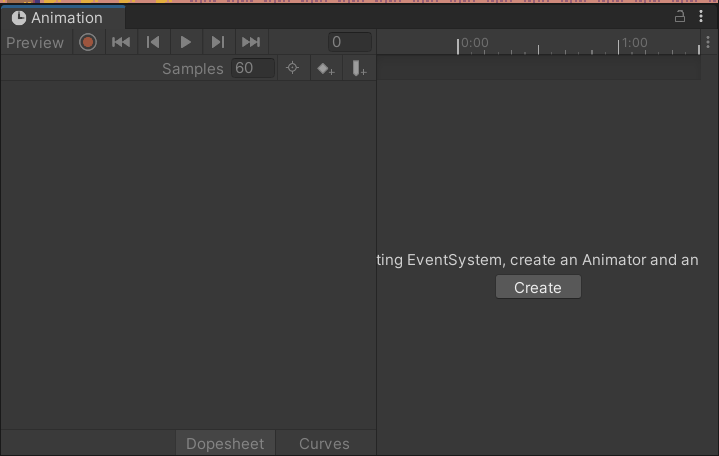 Animation
Preview
0
0:00
1:00
Samples 60
ting EventSystem, create an Animator and an
Create
Dopesheet
Curves